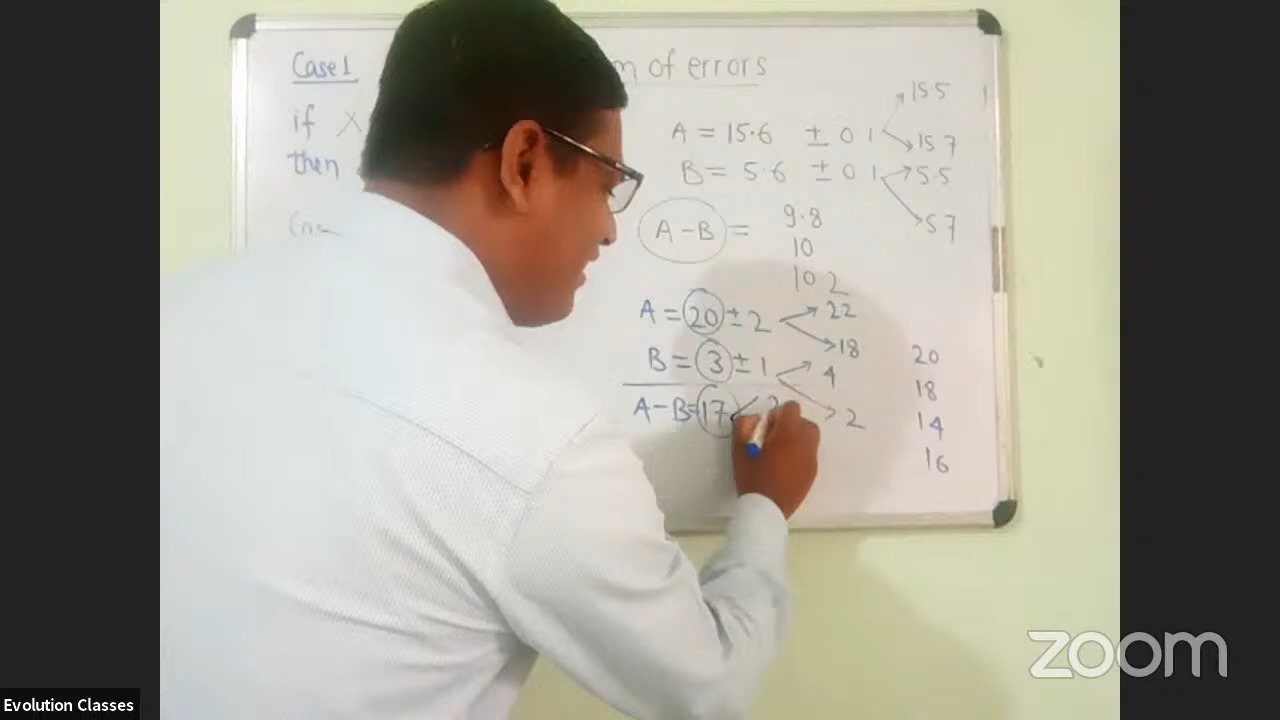 Case 1
of errors
if X
then
15.5
A = 15.6 ± 0.1
15.7
B = 5.6 ± 0.1
5.5
5.7
A - B =
9.8
10
10.2
A = 20 ± 2
22
18
B = 3 ± 1
4
2
A - B = 17
20
18
14
16
zoom
Evolution Classes